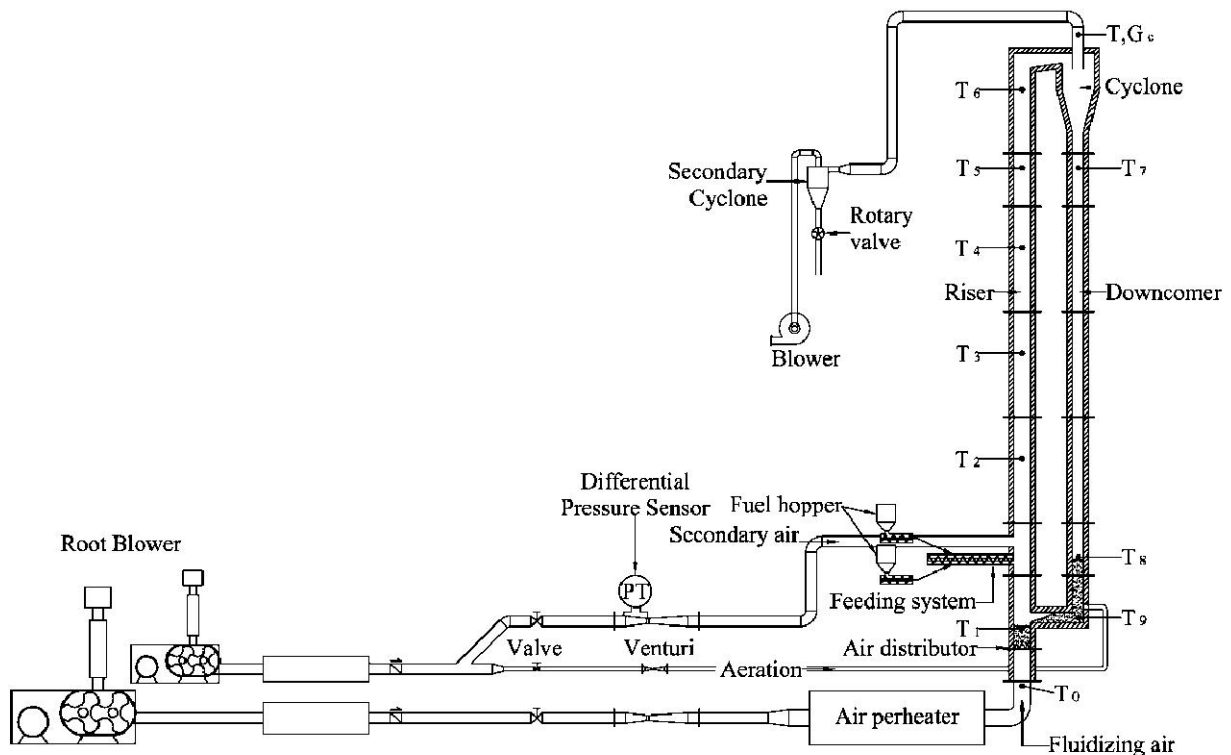 T,Gc
T6
Cyclone
T5
T7
Secondary
Cyclone
Rotary
valve
T4
Riser
Downcomer
T3
Blower
T2
Differential
Pressure Sensor
Fuel hopper
Secondary air
Root Blower
T8
PT
Feeding system
T1
T9
Valve
Venturi
Air distributor
Aeration
T0
Air perheater
Fluidizing air